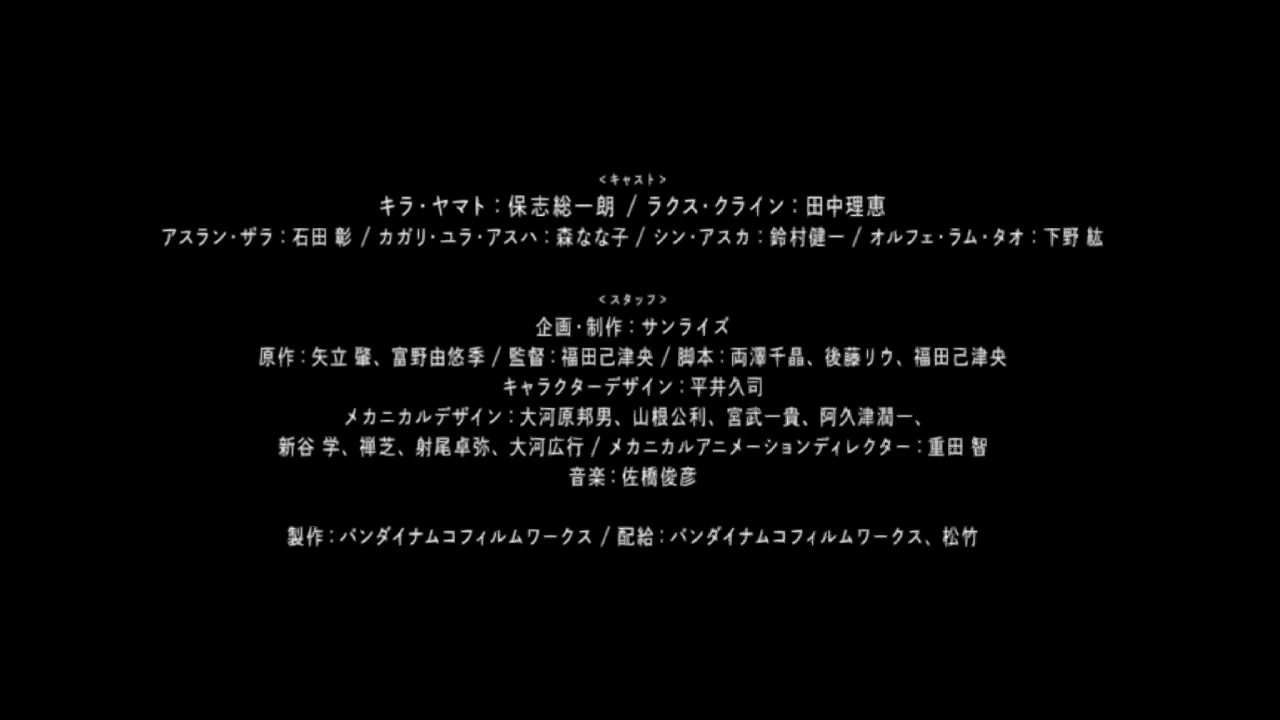 <キャスト>
キラ・ヤマト：保志総一朗 / ラクス・クライン：田中理恵
アスラン・ザラ：石田 彰 / カガリ・ユラ・アスハ：森なな子 / シン・アスカ：鈴村健一 / オルフェ・ラム・タオ：下野 紘
<スタッフ>
企画・制作：サンライズ
原作：矢立 肇、富野由悠季 / 監督：福田己津央 / 脚本：両澤千晶、後藤リウ、福田己津央
キャラクターデザイン：平井久司
メカニカルデザイン：大河原邦男、山根公利、宮武一貴、阿久津潤一、
新谷 学、禅芝、射尾卓弥、大河広行 / メカニカルアニメーションディレクター：重田 智
音楽：佐橋俊彦
製作：バンダイナムコフィルムワークス / 配給：バンダイナムコフィルムワークス、松竹